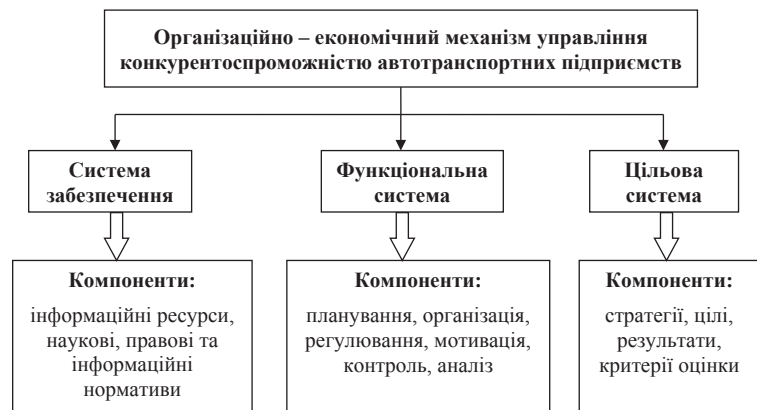 Організаційно – економічний механізм управління
конкурентоспроможністю автотранспортних підприємств
Система
забезпечення
Функціональна
система
Цільова
система
Компоненти:
інформаційні ресурси,
наукові, правові та
інформаційні
нормативи
Компоненти:
планування, організація,
регулювання, мотивація,
контроль, аналіз
Компоненти:
стратегії, цілі,
результати,
критерії оцінки